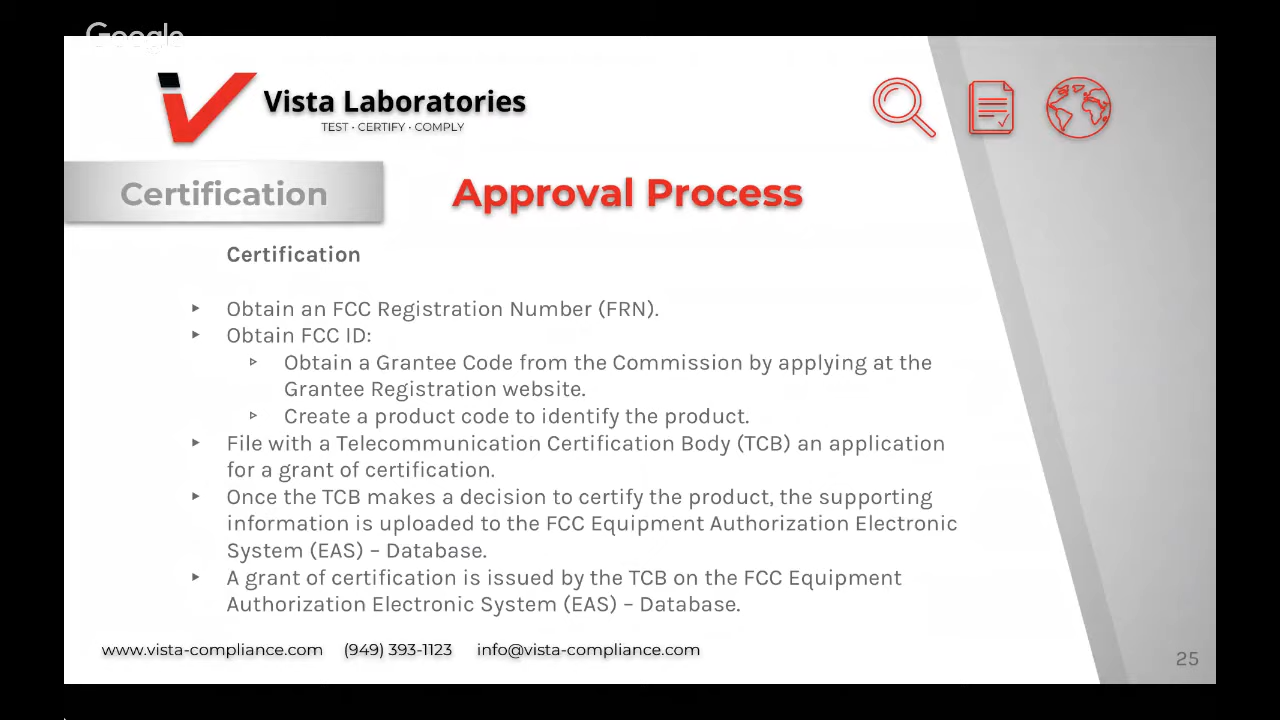 Google
Vista Laboratories
TEST · CERTIFY · COMPLY
Certification
Approval Process
Certification
‣ Obtain an FCC Registration Number (FRN).
‣ Obtain FCC ID:
▹ Obtain a Grantee Code from the Commission by applying at the
Grantee Registration website.
▹ Create a product code to identify the product.
‣ File with a Telecommunication Certification Body (TCB) an application
for a grant of certification.
‣ Once the TCB makes a decision to certify the product, the supporting
information is uploaded to the FCC Equipment Authorization Electronic
System (EAS) – Database.
‣ A grant of certification is issued by the TCB on the FCC Equipment
Authorization Electronic System (EAS) – Database.
www.vista-compliance.com (949) 393-1123 info@vista-compliance.com
25